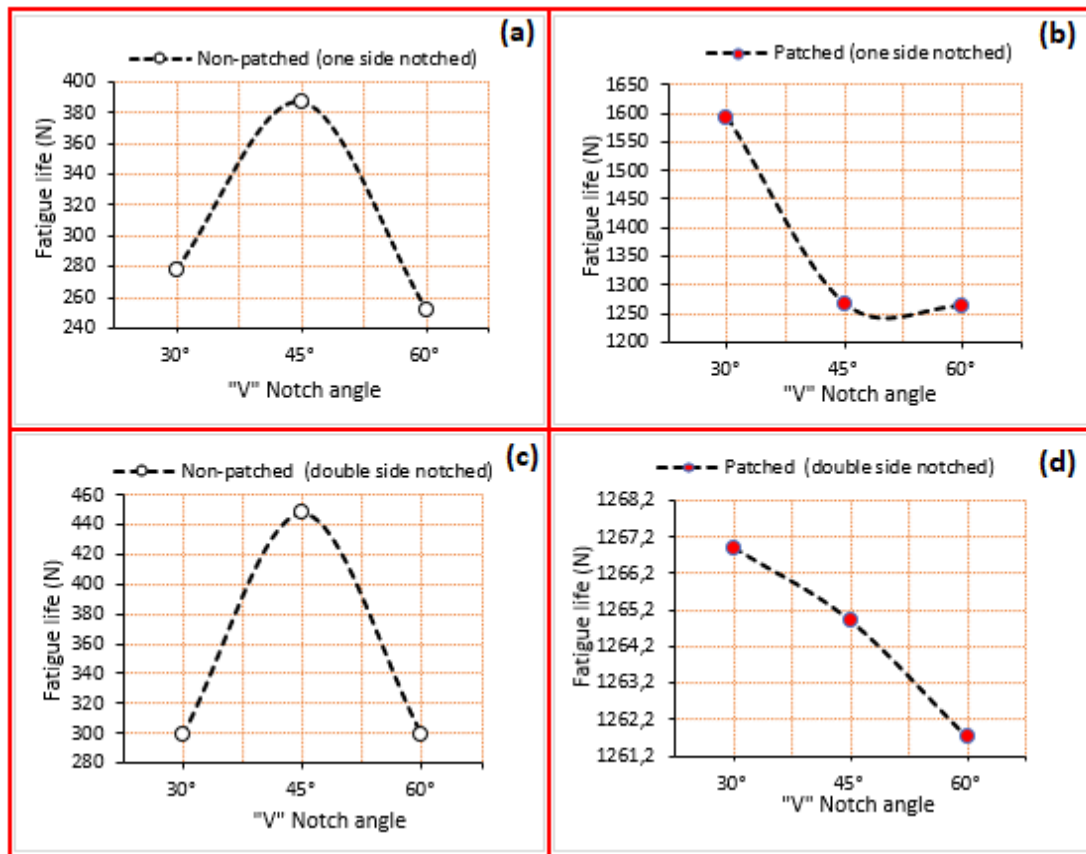 (a)
Non-patched (one side notched)
400
380
360
340
320
300
280
260
240
Fatigue life (N)
30° 45° 60°
"V" Notch angle
(b)
Patched (one side notched)
1650
1600
1550
1500
1450
1400
1350
1300
1250
1200
Fatigue life (N)
30° 45° 60°
"V" Notch angle
(c)
Non-patched (double side notched)
460
440
420
400
380
360
340
320
300
280
Fatigue life (N)
30° 45° 60°
"V" Notch angle
(d)
Patched (double side notched)
1268,2
1267,2
1266,2
1265,2
1264,2
1263,2
1262,2
1261,2
Fatigue life (N)
30° 45° 60°
"V" Notch angle